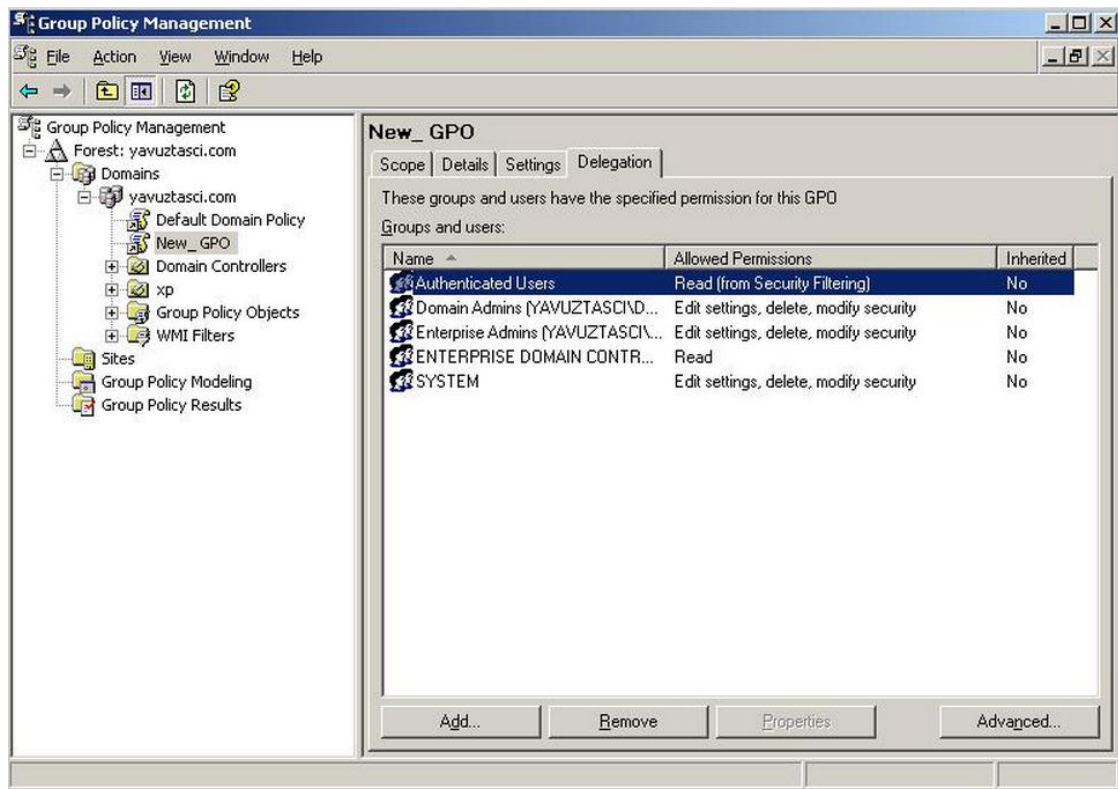 Group Policy Management
File Action View Window Help
Group Policy Management
Forest: yavuztasci.com
Domains
yavuztasci.com
Default Domain Policy
New_ GPO
Domain Controllers
xp
Group Policy Objects
WMI Filters
Sites
Group Policy Modeling
Group Policy Results
New_ GPO
Scope Details Settings Delegation
These groups and users have the specified permission for this GPO
Groups and users:
Name Allowed Permissions Inherited
Authenticated Users Read (from Security Filtering) No
Domain Admins (YAVUZTASCI\D... Edit settings, delete, modify security No
Enterprise Admins (YAVUZTASCI\... Edit settings, delete, modify security No
ENTERPRISE DOMAIN CONTR... Read No
SYSTEM Edit settings, delete, modify security No
Add... Remove Properties Advanced...